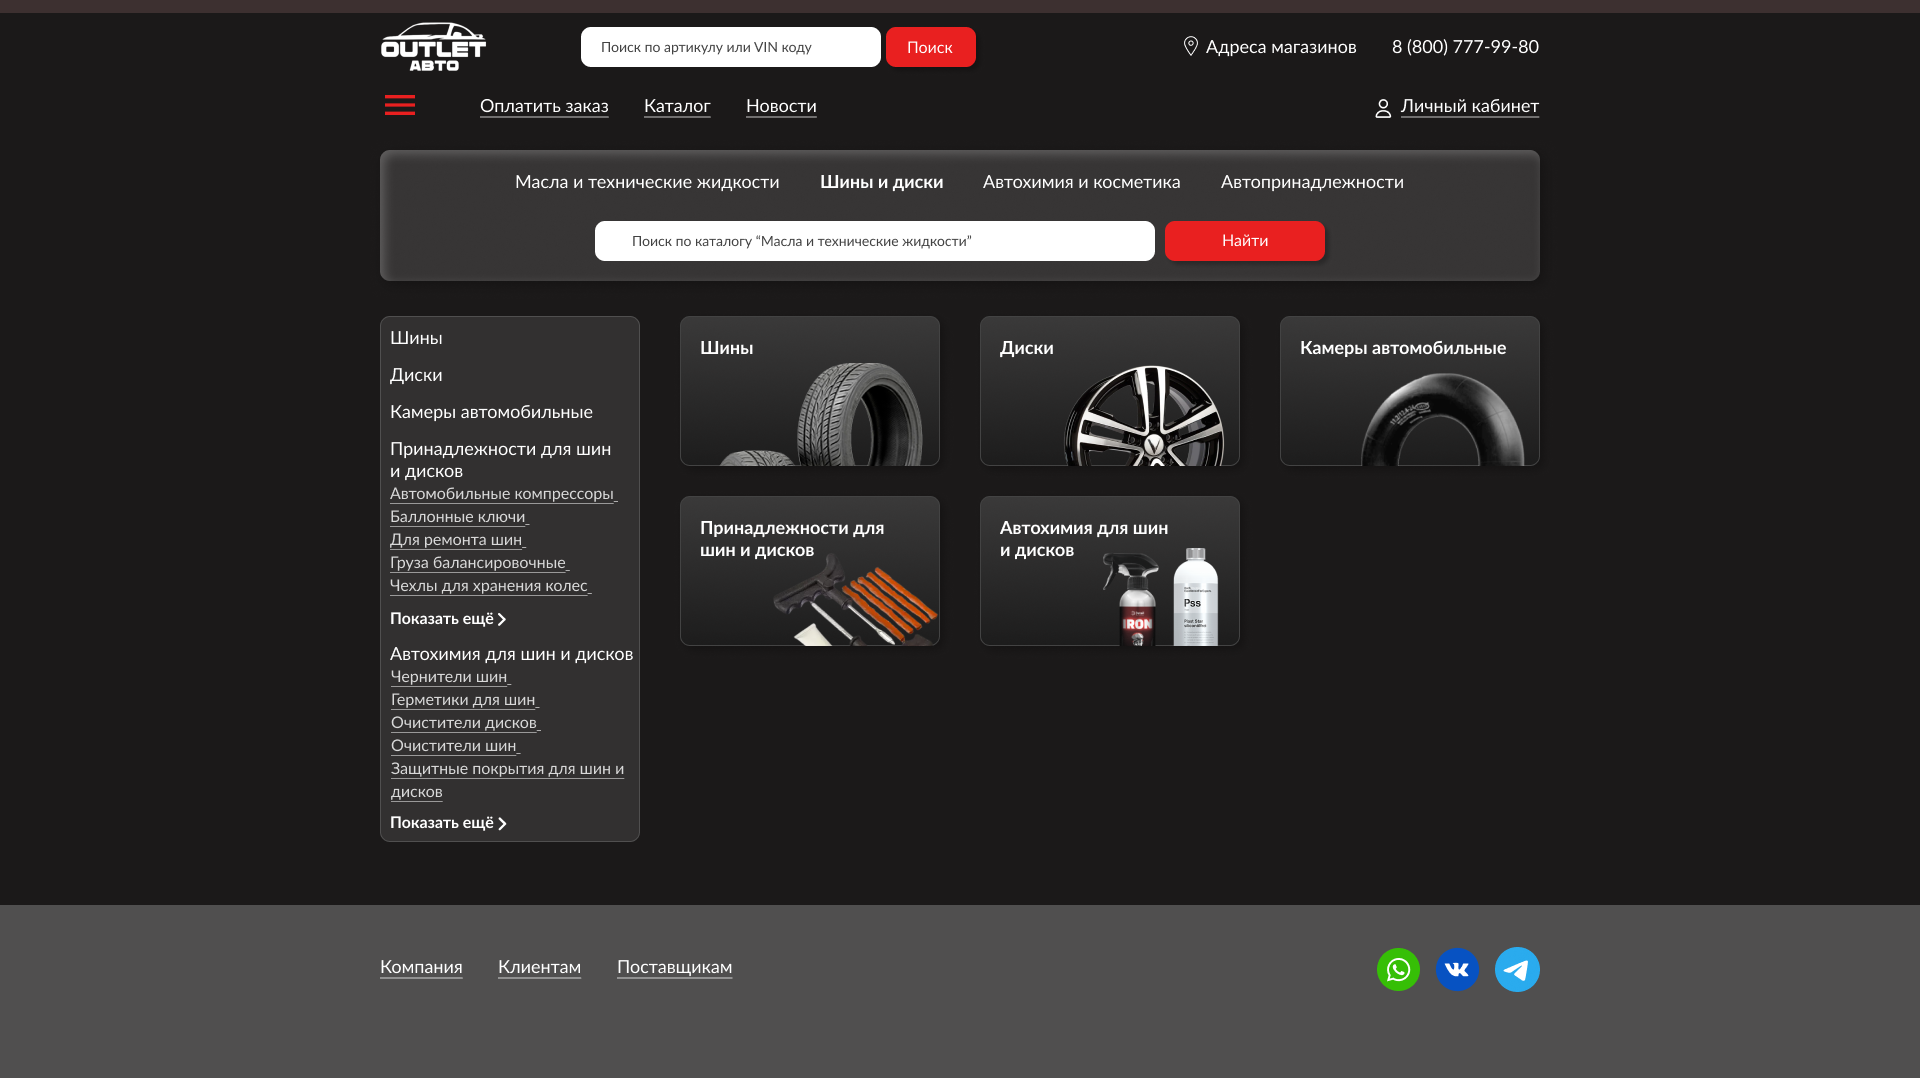 OUTLET
АВТО
Поиск по артикулу или VIN коду
Поиск
Адреса магазинов
8 (800) 777-99-80
Оплатить заказ
Каталог
Новости
Личный кабинет
Масла и технические жидкости
Шины и диски
Автохимия и косметика
Автопринадлежности
Поиск по каталогу “Масла и технические жидкости”
Найти
Шины
Диски
Камеры автомобильные
Принадлежности для шин
и дисков
Автомобильные компрессоры
Баллонные ключи
Для ремонта шин
Груза балансировочные
Чехлы для хранения колес
Показать ещё
Автохимия для шин и дисков
Чернители шин
Герметики для шин
Очистители дисков
Очистители шин
Защитные покрытия для шин и
дисков
Показать ещё
Шины
Диски
Камеры автомобильные
Принадлежности для
шин и дисков
Автохимия для шин
и дисков
IRON
Pss
Компания
Клиентам
Поставщикам